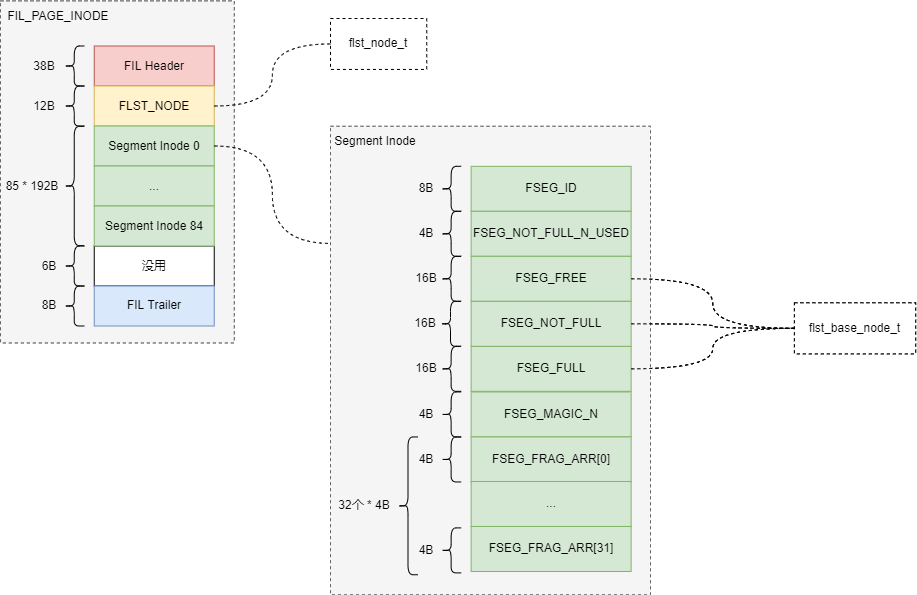 FIL_PAGE_INODE
38B
FIL Header
12B
FLST_NODE
85 * 192B
Segment Inode 0
...
Segment Inode 84
6B
没用
8B
FIL Trailer
flst_node_t
Segment Inode
8B
FSEG_ID
4B
FSEG_NOT_FULL_N_USED
16B
FSEG_FREE
16B
FSEG_NOT_FULL
16B
FSEG_FULL
4B
FSEG_MAGIC_N
32个 * 4B
4B
FSEG_FRAG_ARR[0]
...
4B
FSEG_FRAG_ARR[31]
flst_base_node_t